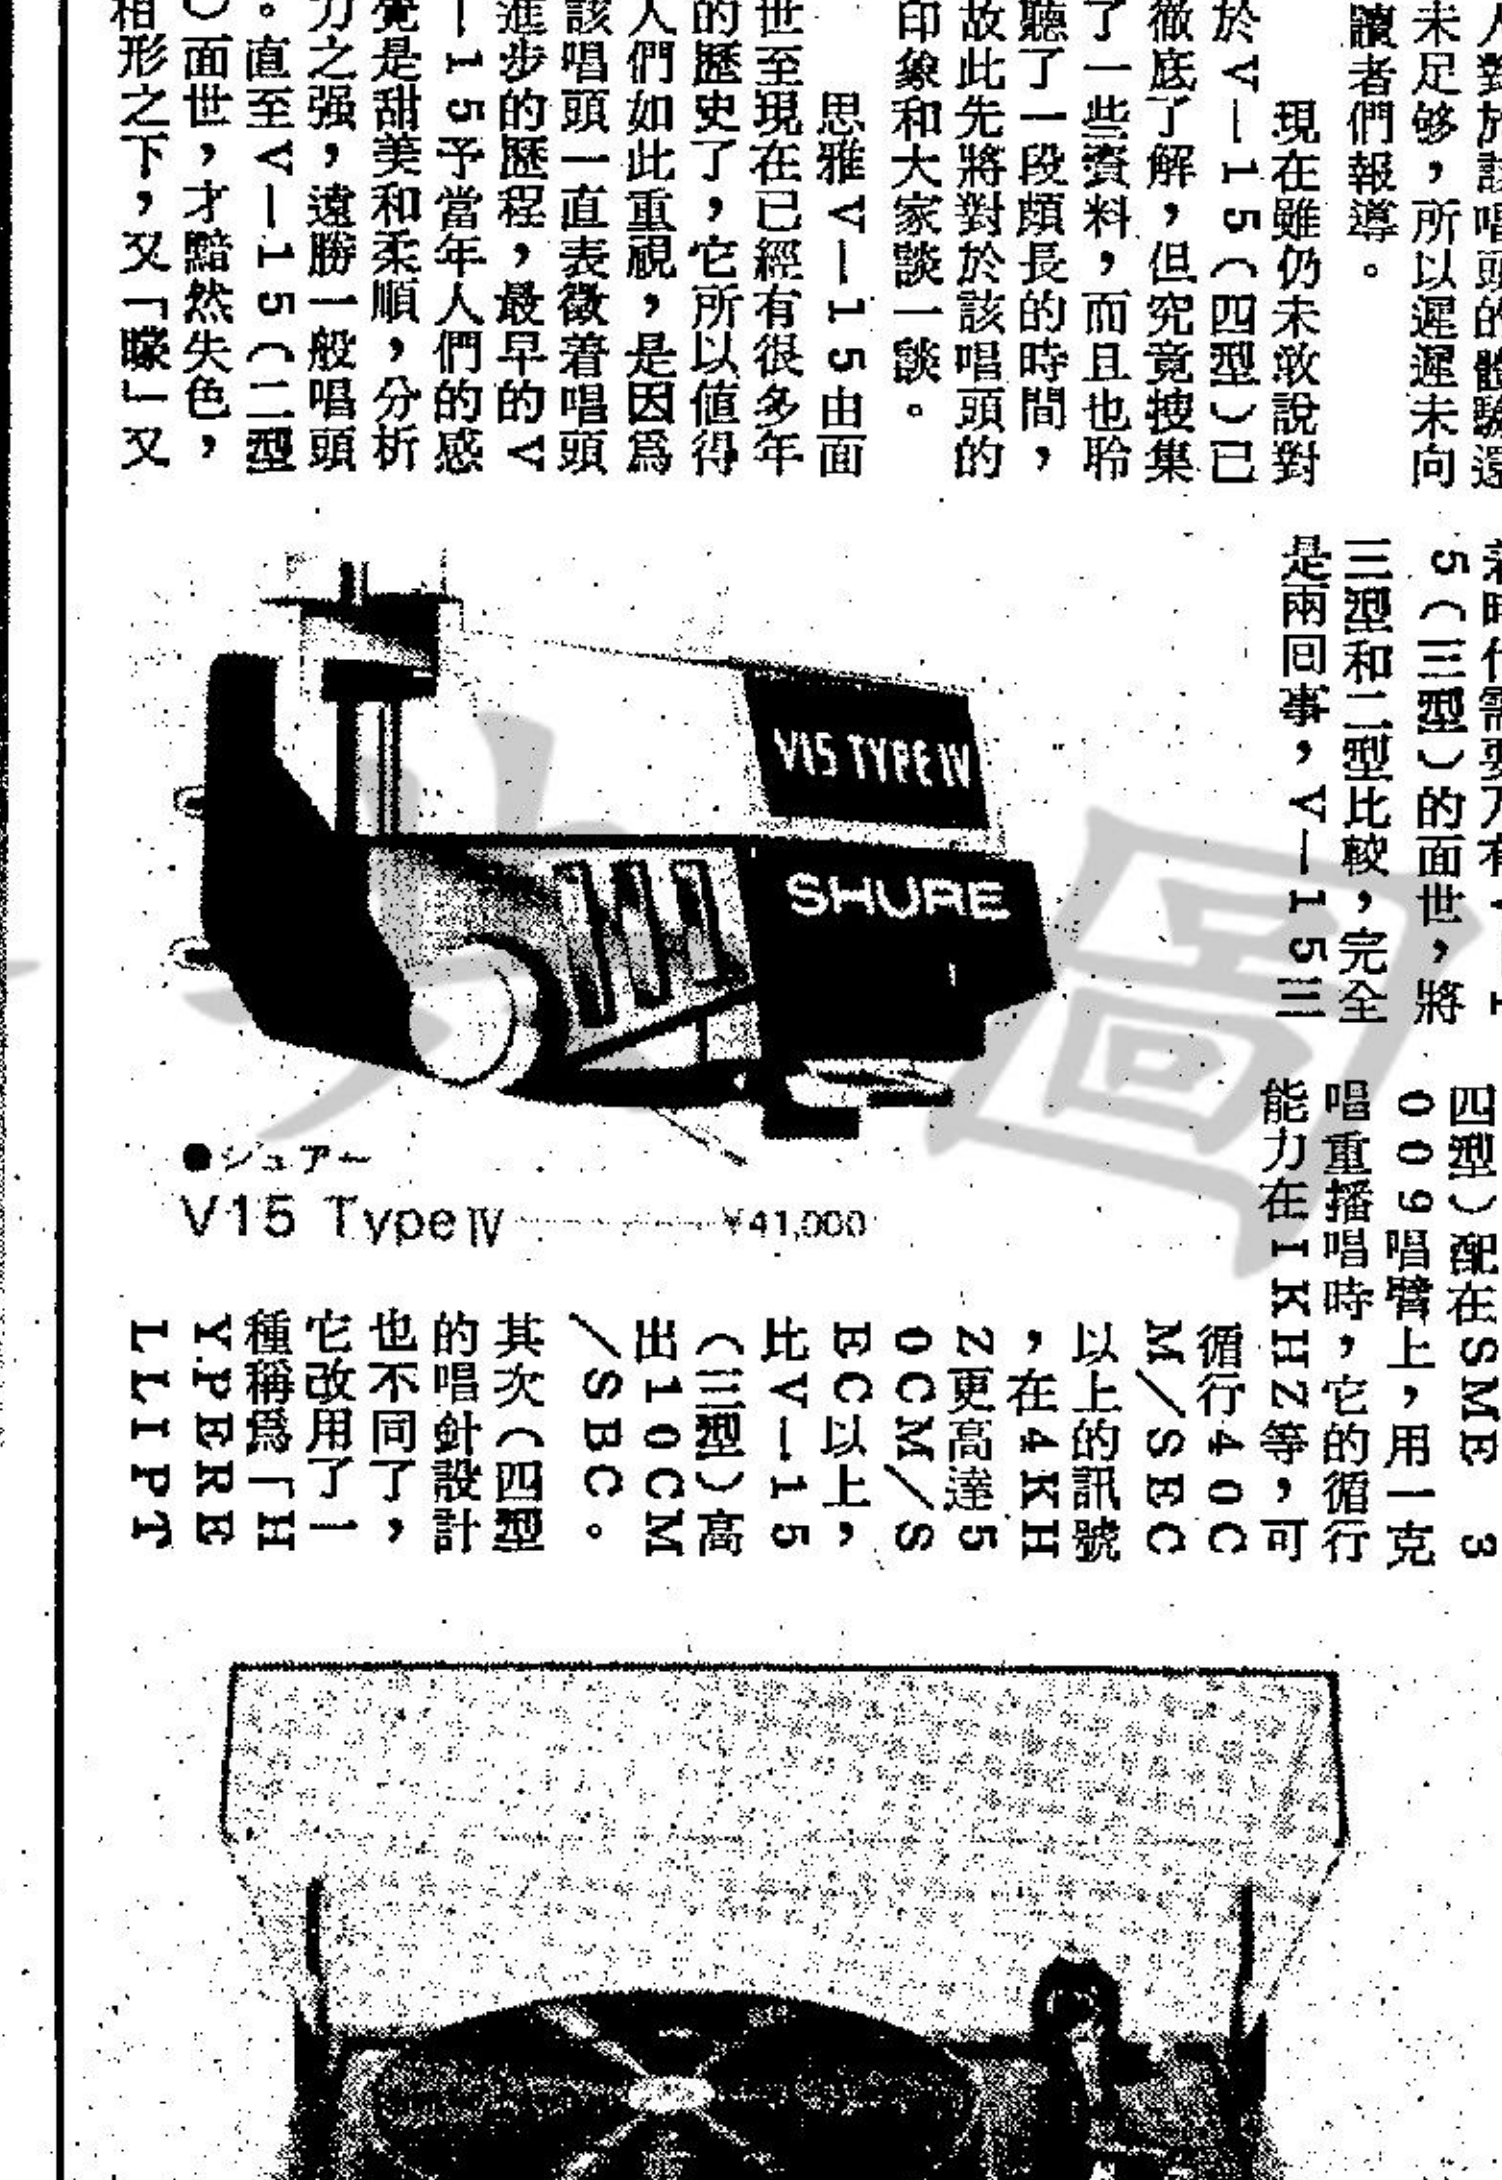 人對於該唱頭的體驗還
未足够，所以遲遲未向
讀者們報導。
現在雖仍未敢說對
於V—15（四型）已
徹底了解，但究竟搜集
了一些資料，而且也聆
聽了一段頗長的時間，
故此先將對於該唱頭的
印象和大家談一談。
思雅V—15由面
世至現在已經有很多年
的歷史了，它所以值得
人們如此重視，是因爲
該唱頭一直表徵着唱頭
進步的歷程，最早的V
—15予當年人們的感
覺是甜美和柔順，分析
力之强，遠勝一般唱頭
。直至V—15（二型
）面世，才黯然失色，
相形之下，又「矇」又
5（三型）的面世，將
三型和二型比較，完全
是兩回事，V—15三
V15 TYPE IV
SHURE
●シュアー
V15 Type Ⅳ ¥41,000
四型）配在SME 3
009唱臂上，用一克
唱重播唱時，它的循行
能力在1KHZ等，可
循行40C
M/SEC
以上的訊號
，在4KH
Z更高達5
0CM/S
EC以上，
比V—15
（三型）高
出10CM
/SEC。
其次（四型
的唱針設計
也不同了，
它改用了一
種稱爲「H
YPERE
LLIPT
圖